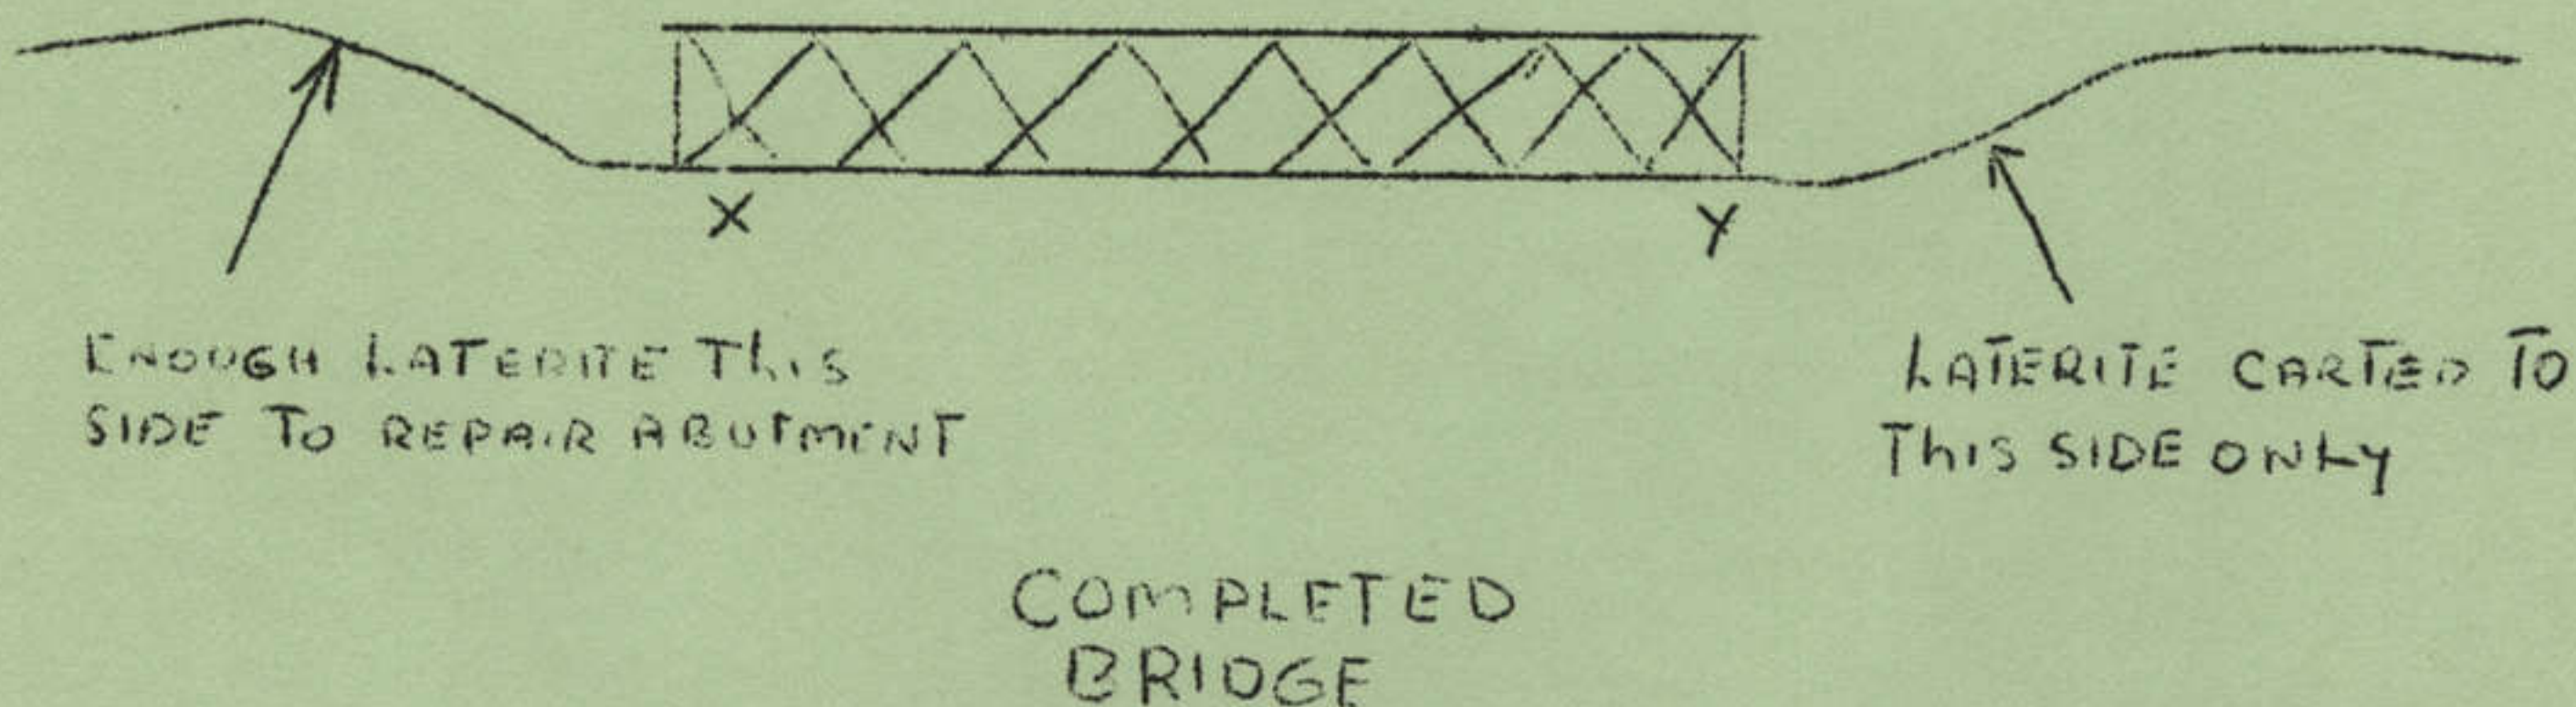 X
Y
ENOUGH LATERITE THIS
SIDE TO REPAIR ABUTMENT
LATERITE CARTED TO
THIS SIDE ONLY
COMPLETED
BRIDGE